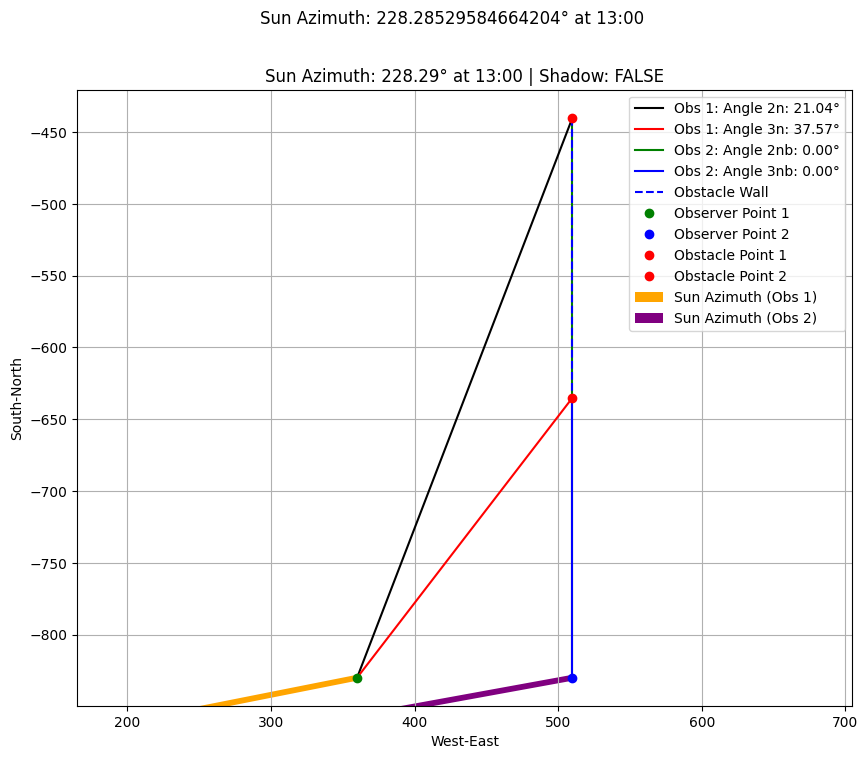 Sun Azimuth: 228.28529584664204° at 13:00
Sun Azimuth: 228.29° at 13:00 | Shadow: FALSE
Obs 1: Angle 2n: 21.04°
Obs 1: Angle 3n: 37.57°
Obs 2: Angle 2nb: 0.00°
Obs 2: Angle 3nb: 0.00°
Obstacle Wall
Observer Point 1
Observer Point 2
Obstacle Point 1
Obstacle Point 2
Sun Azimuth (Obs 1)
Sun Azimuth (Obs 2)
South-North
−450
−500
−550
−600
−650
−700
−750
−800
200
300
400
500
600
700
West-East